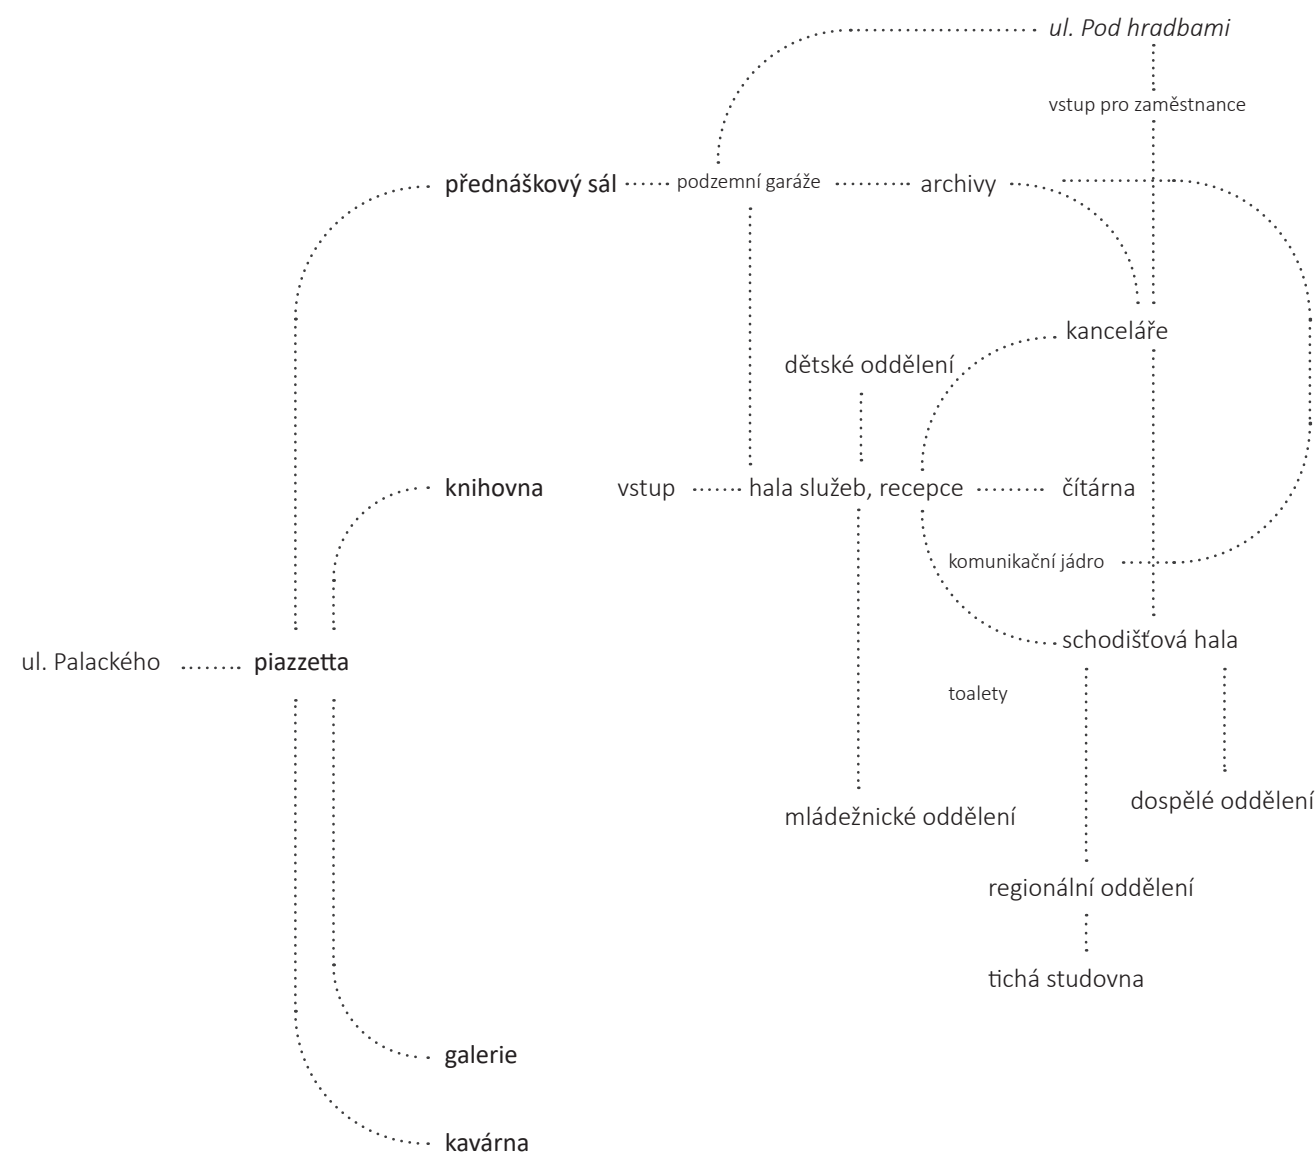 ul. Pod hradbami
vstup pro zaměstnance
přednáškový sál
podzemní garáže
archivy
kanceláře
dětské oddělení
knihovna
vstup
hala služeb, recepce
čítárna
komunikační jádro
schodišťová hala
ul. Palackého
piazzetta
toalety
dospělé oddělení
mládežnické oddělení
regionální oddělení
tichá studovna
galerie
kavárna